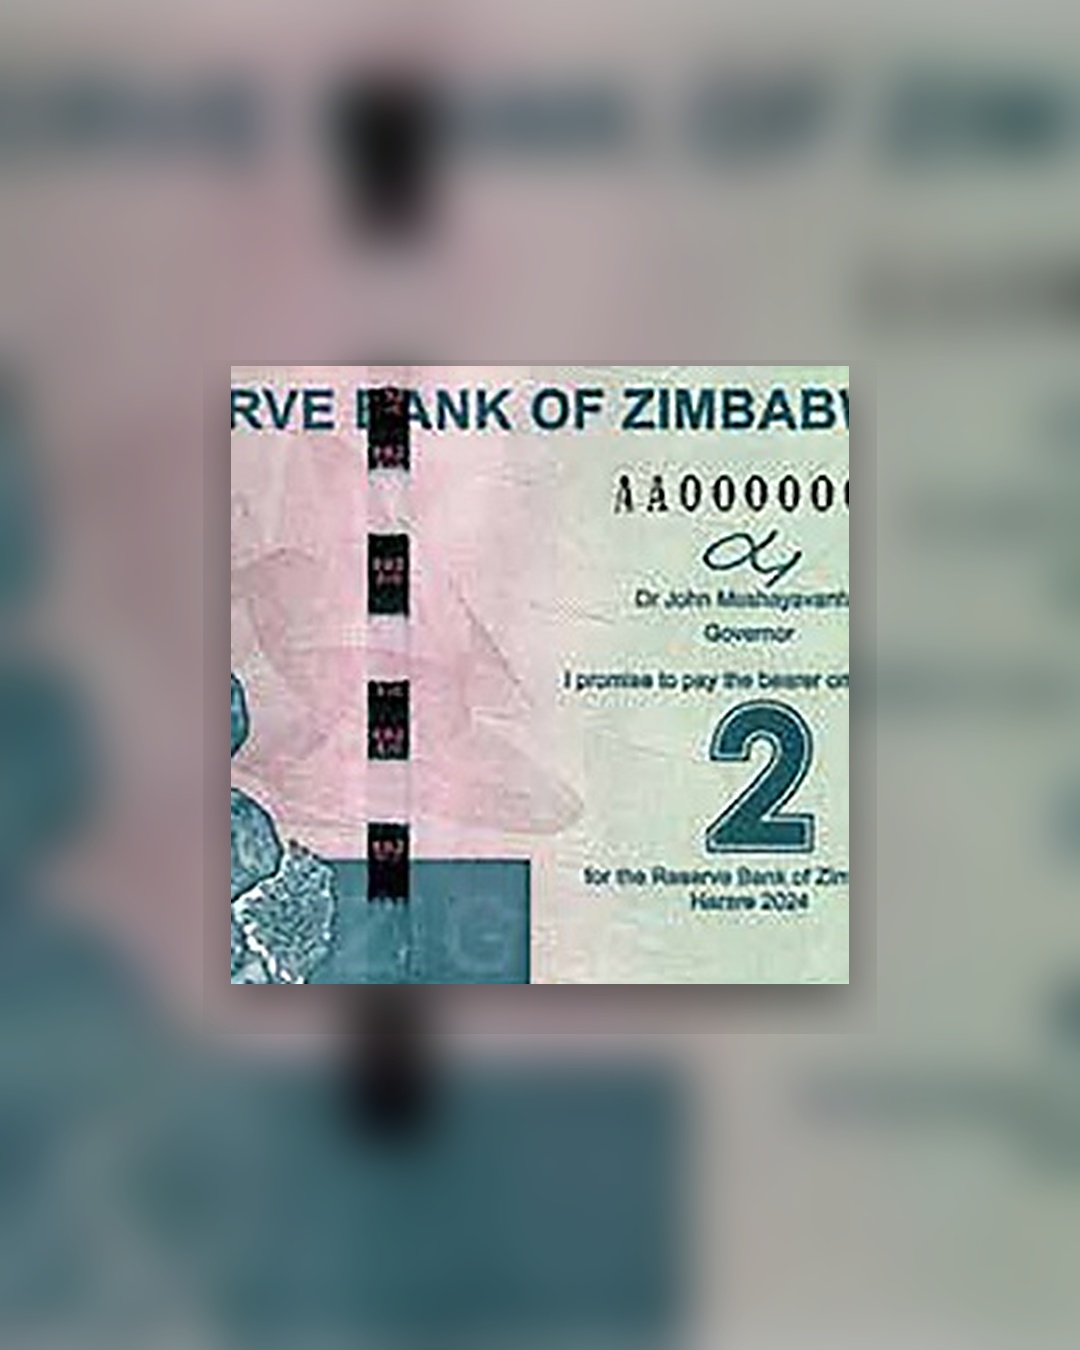 RVE BANK OF ZIMBABW
AA000000
Dr John Mushayavanh
Governor
I promise to pay the bearer on
2
for the Reserve Bank of Zim
Harare 2024
G